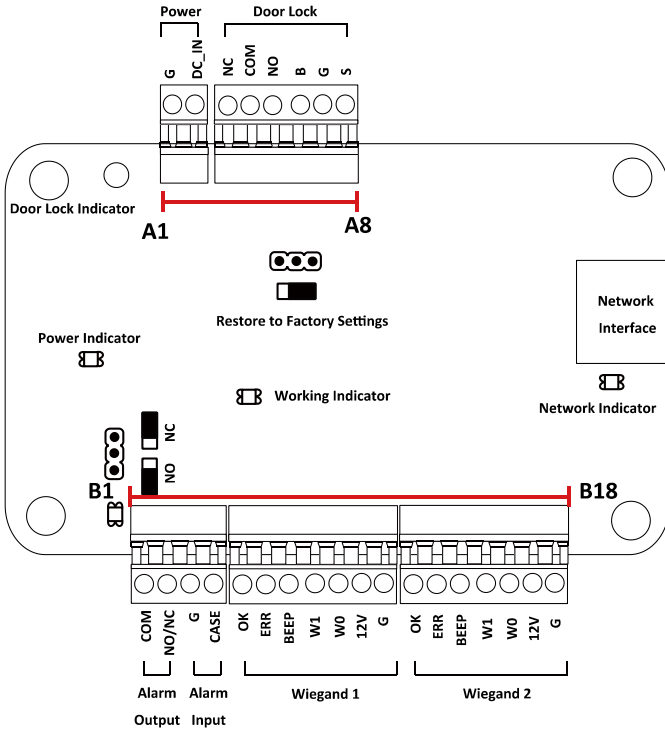 Power
Door Lock
G
DC_IN
NC
COM
NO
B
G
S
Door Lock Indicator
A1
A8
Restore to Factory Settings
Network
Interface
Power Indicator
Working Indicator
Network Indicator
NC
NO
B1
B18
COM
NO/NC
G
CASE
OK
ERR
BEEP
W1
W0
12V
G
OK
ERR
BEEP
W1
W0
12V
G
Alarm
Output
Alarm
Input
Wiegand 1
Wiegand 2